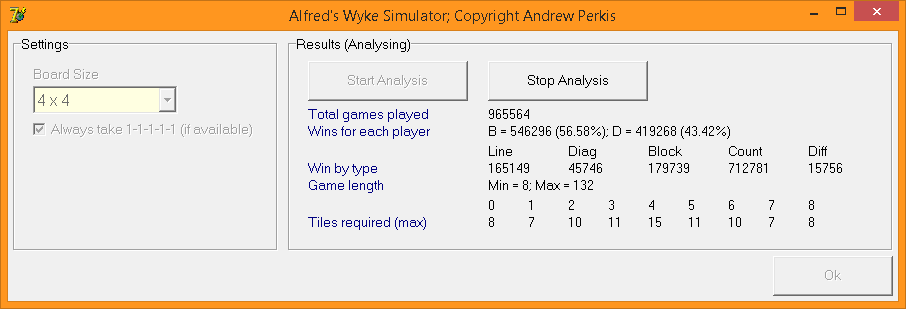 Alfred's Wyke Simulator; Copyright Andrew Perkis
Settings
Board Size
4 x 4
Always take 1-1-1-1-1 (if available)
Results (Analysing)
Start Analysis Stop Analysis
Total games played 965564
Wins for each player B = 546296 (56.58%); D = 419268 (43.42%)
Line Diag Block Count Diff
Win by type 165149 45746 179739 712781 15756
Game length Min = 8; Max = 132
0 1 2 3 4 5 6 7 8
Tiles required (max) 8 7 10 11 15 11 10 7 8
Ok